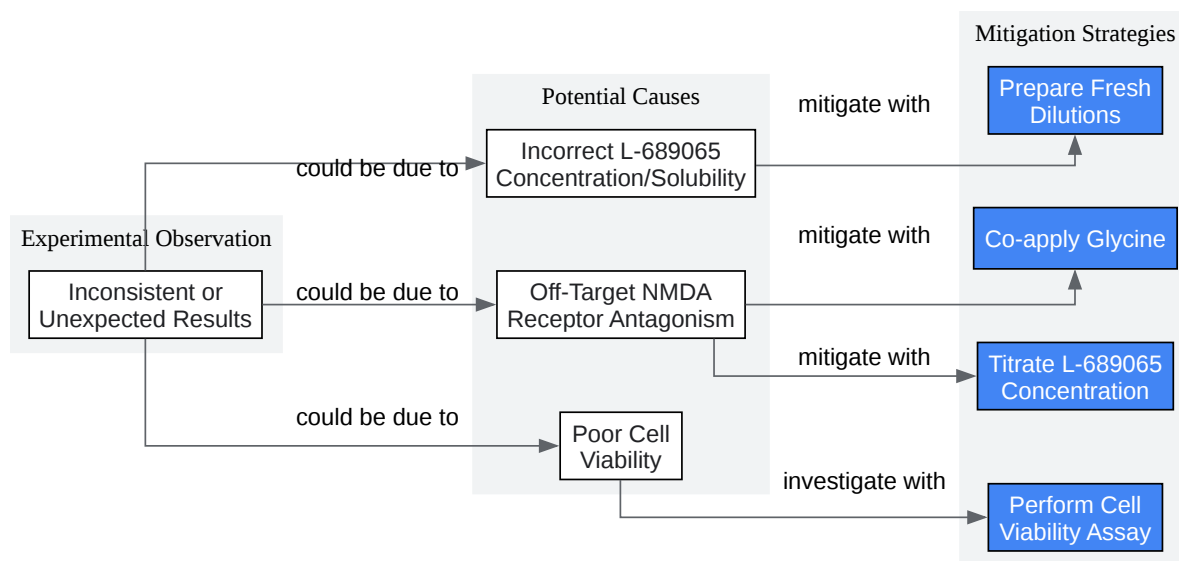 Mitigation Strategies
Prepare Fresh
Dilutions
Potential Causes
mitigate with
Incorrect L-689065
Concentration/Solubility
could be due to
Co-apply Glycine
mitigate with
Experimental Observation
Inconsistent or
Unexpected Results
could be due to
Off-Target NMDA
Receptor Antagonism
mitigate with
Titrate L-689065
Concentration
could be due to
Poor Cell
Viability
investigate with
Perform Cell
Viability Assay